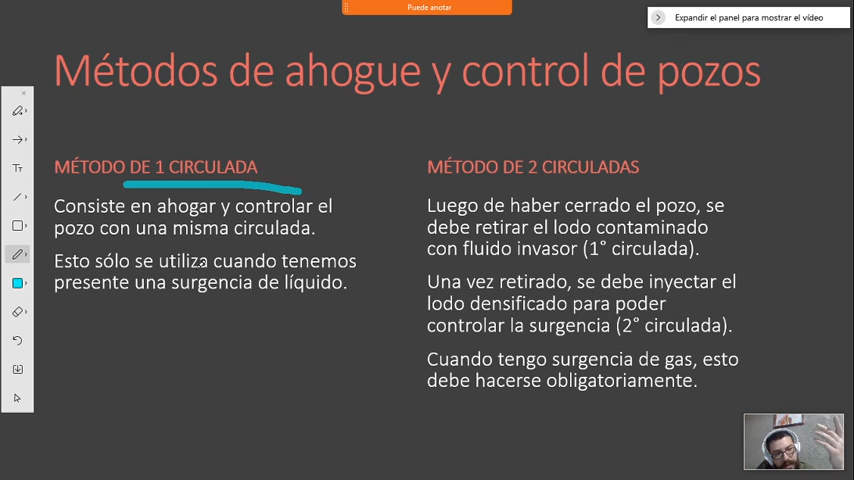 Puede anotar
Expandir el panel para mostrar el vídeo
Métodos de ahogue y control de pozos
MÉTODO DE 1 CIRCULADA
Consiste en ahogar y controlar el
pozo con una misma circulada.
Esto sólo se utiliza cuando tenemos
presente una surgencia de líquido.
MÉTODO DE 2 CIRCULADAS
Luego de haber cerrado el pozo, se
debe retirar el lodo contaminado
con fluido invasor (1° circulada).
Una vez retirado, se debe inyectar el
lodo densificado para poder
controlar la surgencia (2° circulada).
Cuando tengo surgencia de gas, esto
debe hacerse obligatoriamente.
Tт